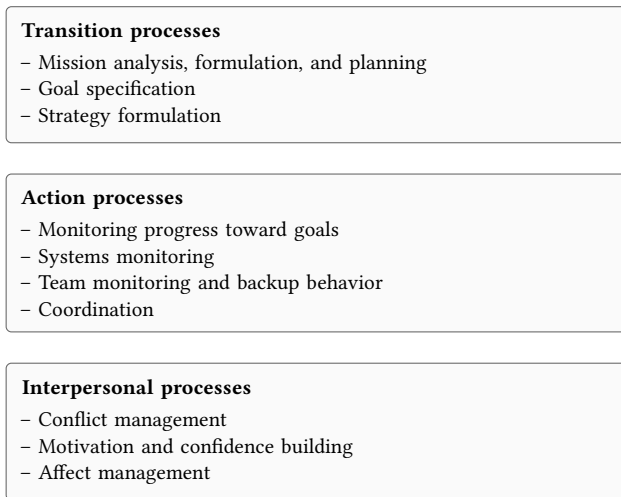 Transition processes
– Mission analysis, formulation, and planning
– Goal specification
– Strategy formulation
Action processes
– Monitoring progress toward goals
– Systems monitoring
– Team monitoring and backup behavior
– Coordination
Interpersonal processes
– Conflict management
– Motivation and confidence building
– Affect management